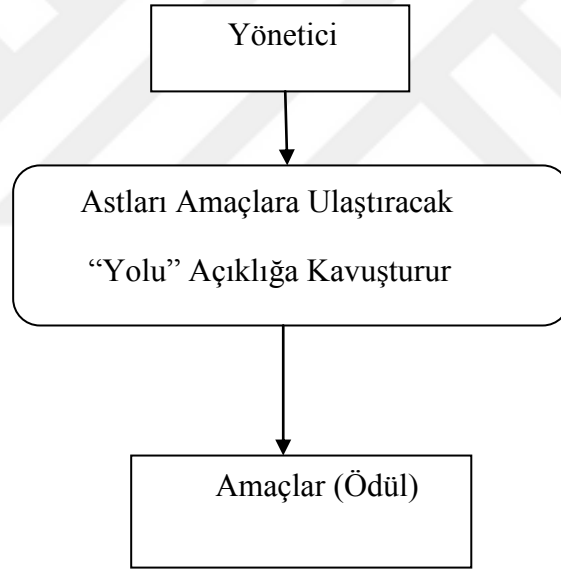 Yönetici
Astları Amaçlara Ulaştıracak
“Yolu” Açıklığa Kavuşturur
Amaçlar (Ödül)